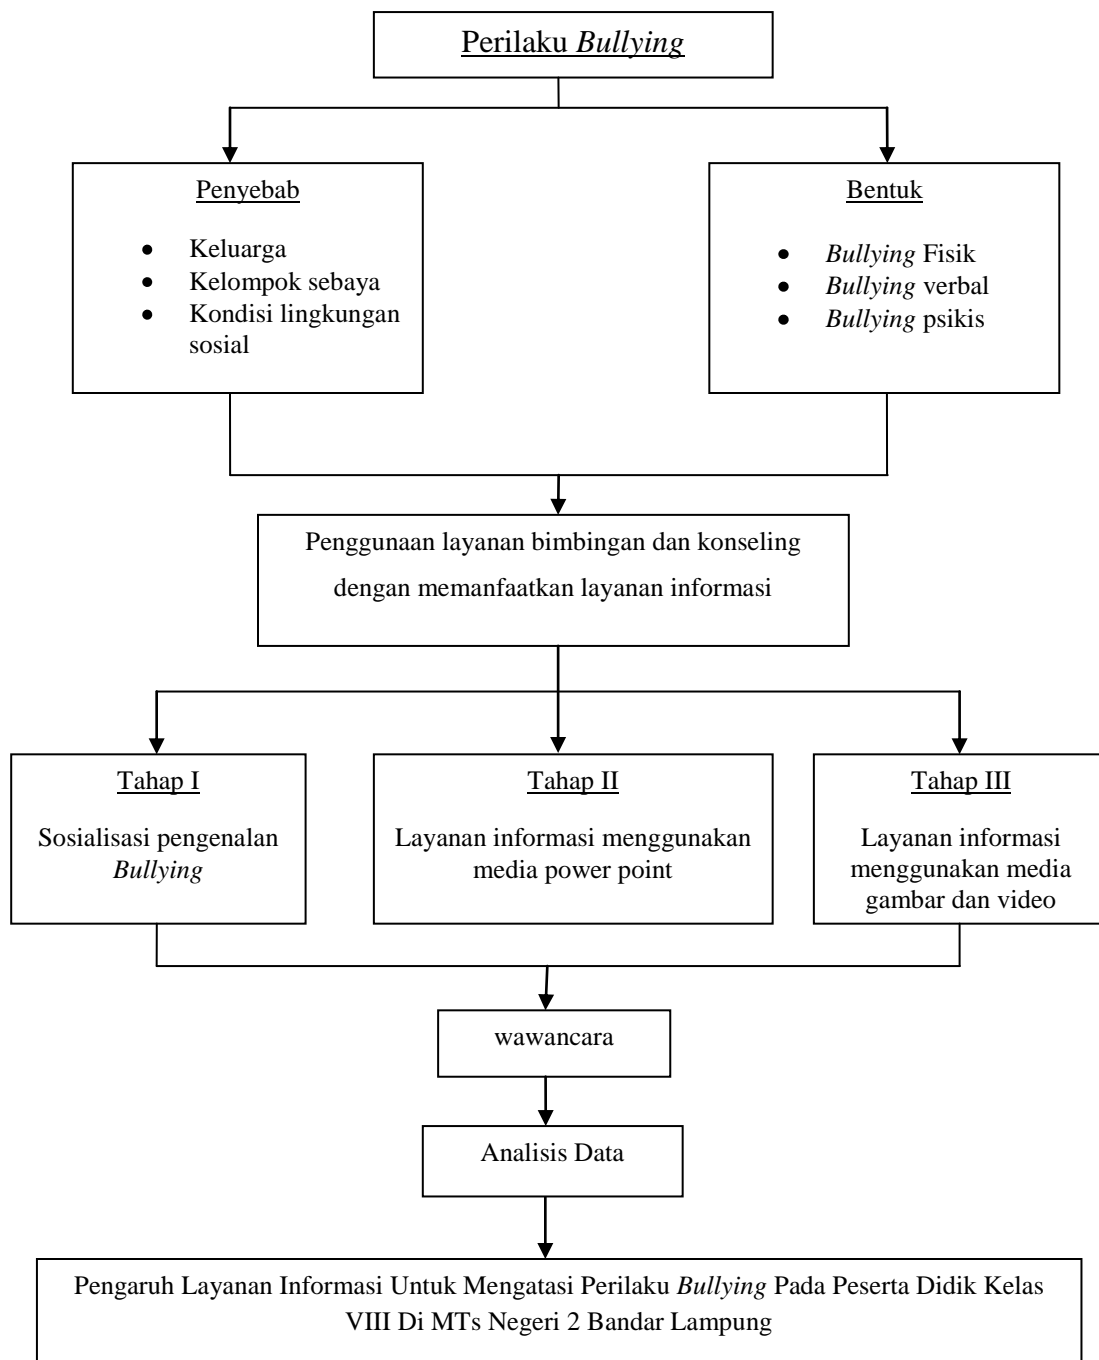 Perilaku Bullying
Penyebab
• Keluarga
• Kelompok sebaya
• Kondisi lingkungan
sosial
Bentuk
• Bullying Fisik
• Bullying verbal
• Bullying psikis
Penggunaan layanan bimbingan dan konseling
dengan memanfaatkan layanan informasi
Tahap I
Sosialisasi pengenalan
Bullying
Tahap II
Layanan informasi menggunakan
media power point
Tahap III
Layanan informasi
menggunakan media
gambar dan video
wawancara
Analisis Data
Pengaruh Layanan Informasi Untuk Mengatasi Perilaku Bullying Pada Peserta Didik Kelas
VIII Di MTs Negeri 2 Bandar Lampung